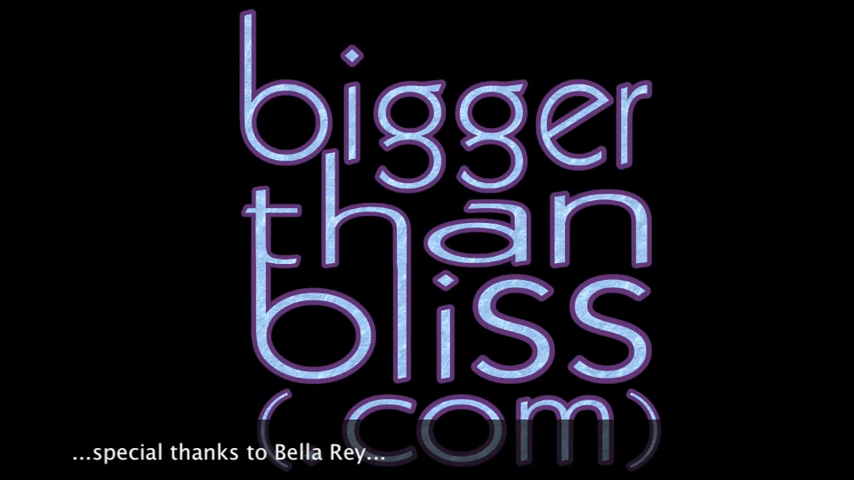 bigger
than
bliss
(.com)
...special thanks to Bella Rey...